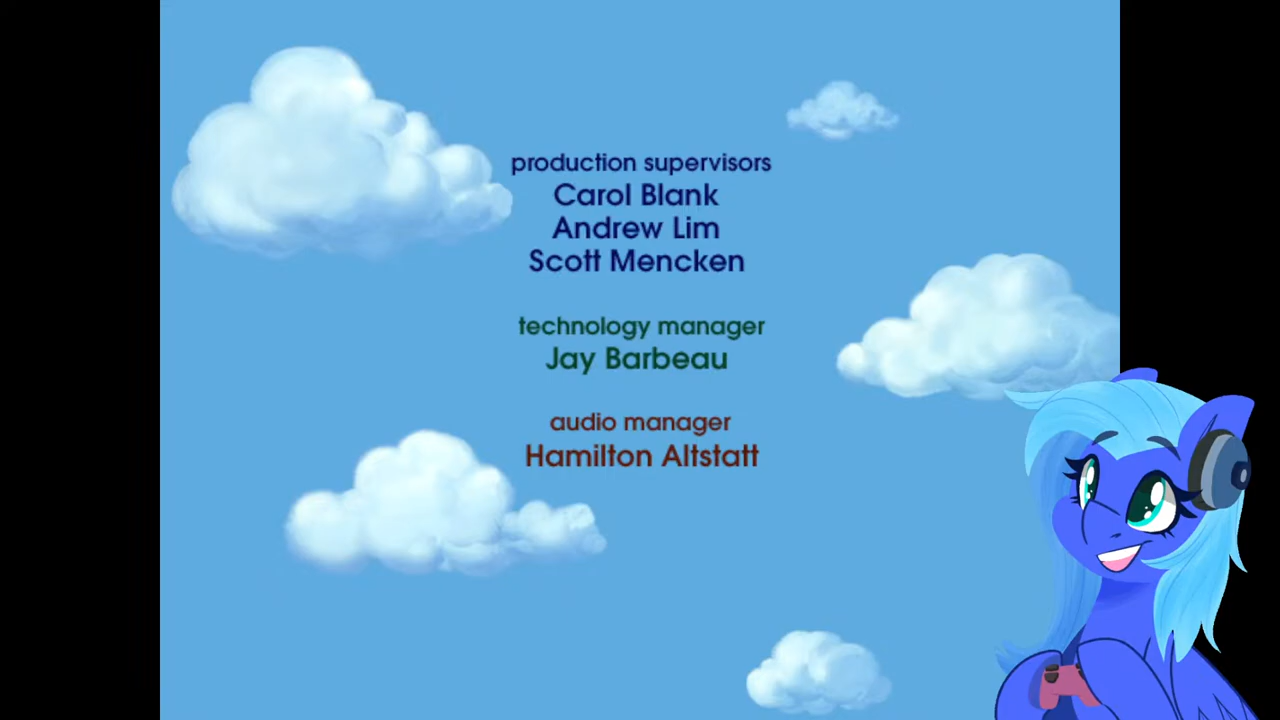 production supervisors
Carol Blank
Andrew Lim
Scott Mencken
technology manager
Jay Barbeau
audio manager
Hamilton Altstatt